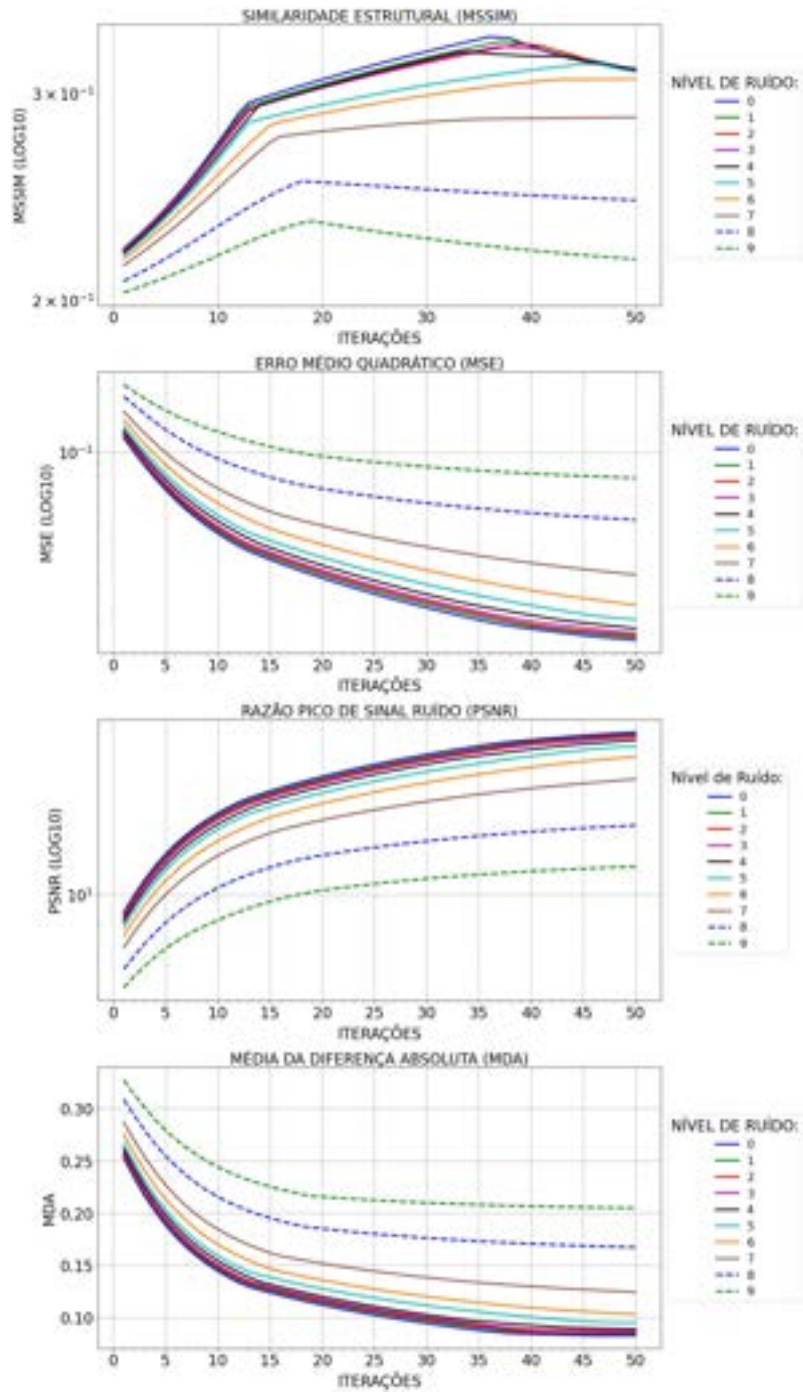 SIMILARIDADE ESTRUTURAL (MSSIM)
MSSIM (LOG10)
3 × 10⁻¹
2 × 10⁻¹
0 10 20 30 40 50
ITERAÇÕES
NÍVEL DE RUÍDO:
0
1
2
3
4
5
6
7
8
9
ERRO MÉDIO QUADRÁTICO (MSE)
MSE (LOG10)
10⁻¹
0 5 10 15 20 25 30 35 40 45 50
ITERAÇÕES
NÍVEL DE RUÍDO:
0
1
2
3
4
5
6
7
8
9
RAZÃO PICO DE SINAL RUÍDO (PSNR)
PSNR (LOG10)
10¹
0 5 10 15 20 25 30 35 40 45 50
ITERAÇÕES
Nível de Ruído:
0
1
2
3
4
5
6
7
8
9
MÉDIA DA DIFERENÇA ABSOLUTA (MDA)
MDA
0.30
0.25
0.20
0.15
0.10
0 5 10 15 20 25 30 35 40 45 50
ITERAÇÕES
NÍVEL DE RUÍDO:
0
1
2
3
4
5
6
7
8
9